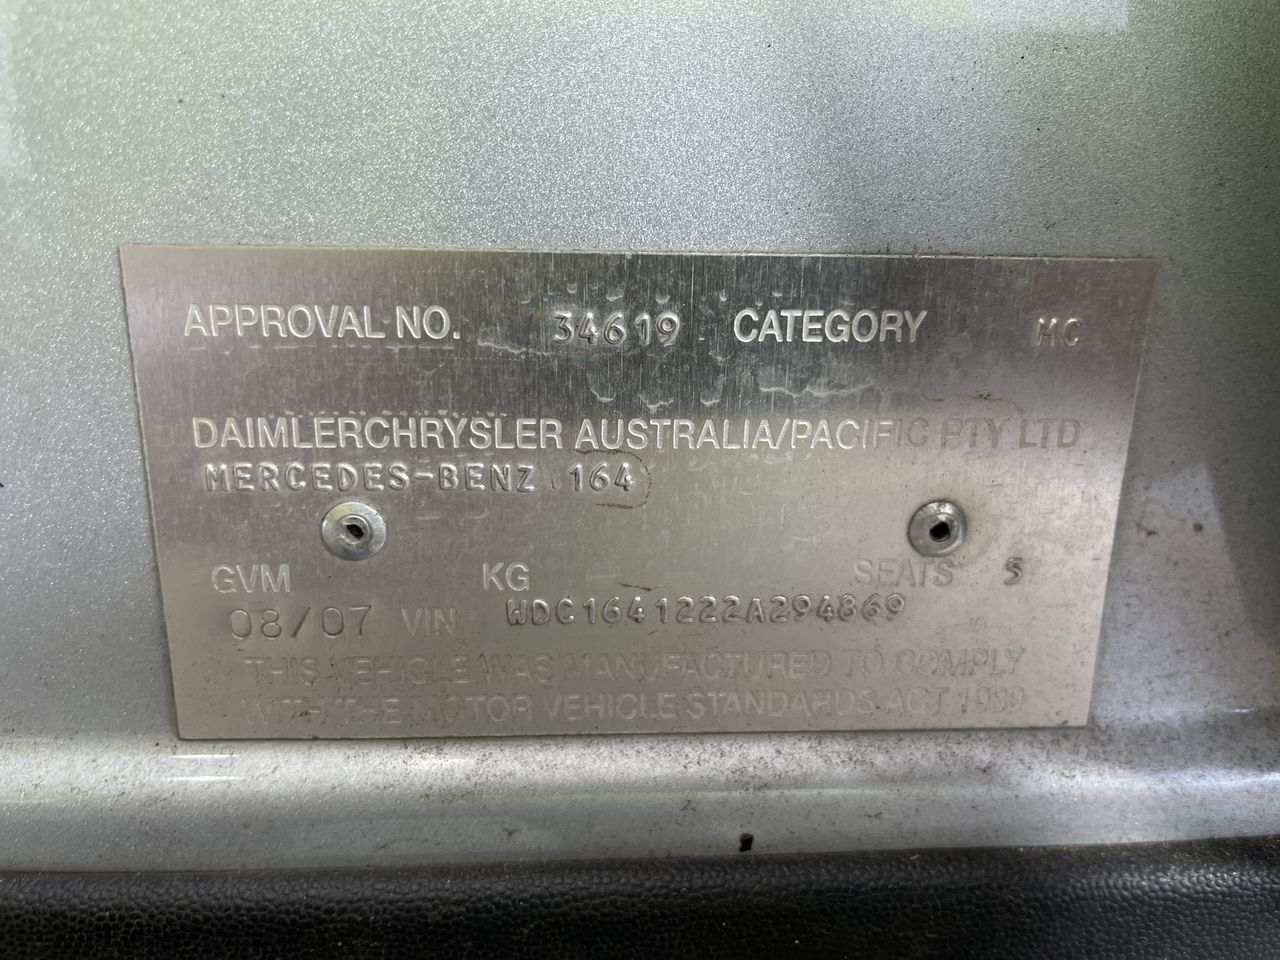 APPROVAL NO. 34619 CATEGORY MC
DAIMLERCHRYSLER AUSTRALIA/PACIFIC PTY LTD
MERCEDES-BENZ 164
GVM KG SEATS 5
08/07 VIN WDC1641222A294869
THIS VEHICLE WAS MANUFACTURED TO COMPLY
WITH THE MOTOR VEHICLE STANDARDS ACT 1989